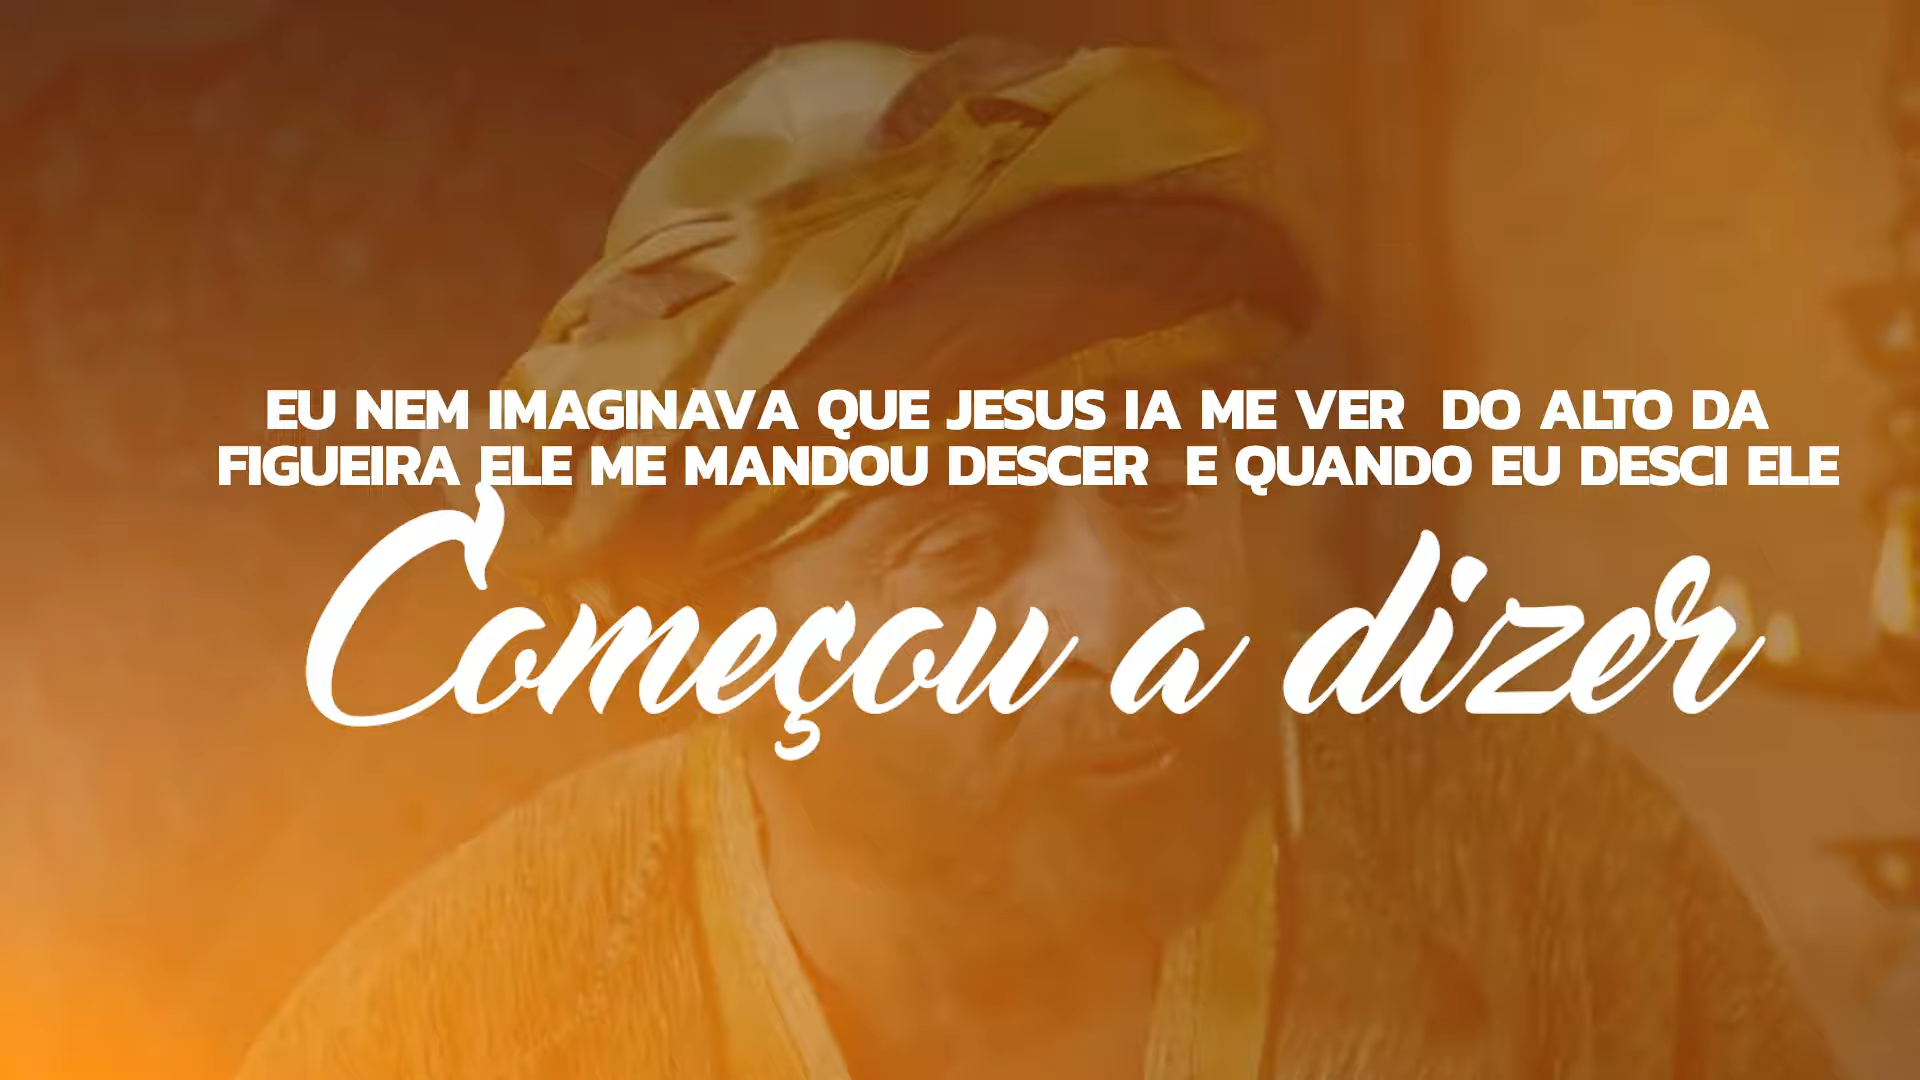 EU NEM IMAGINAVA QUE JESUS IA ME VER DO ALTO DA
FIGUEIRA ELE ME MANDOU DESCER E QUANDO EU DESCI ELE
Começou a dizer